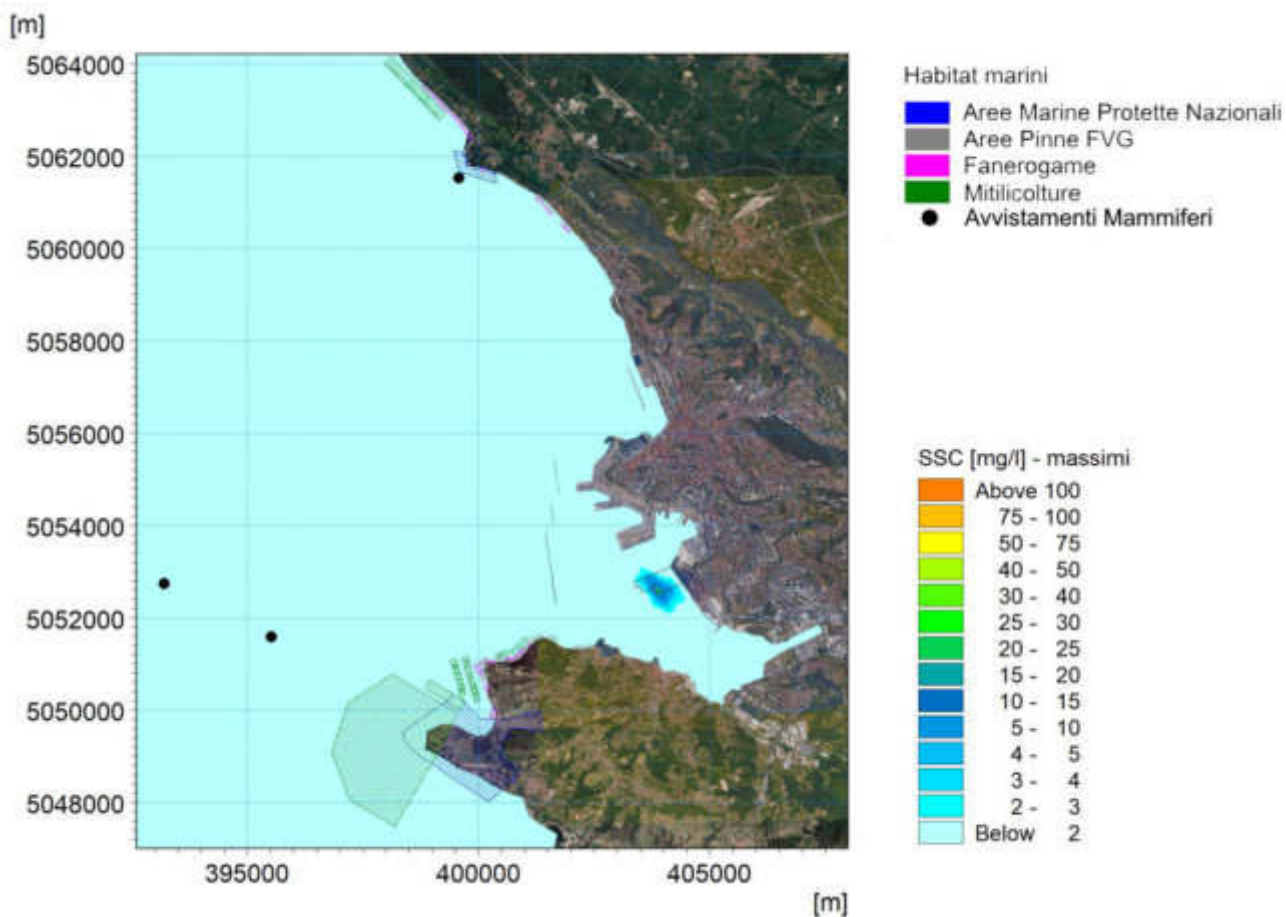 [m]
5064000
5062000
5060000
5058000
5056000
5054000
5052000
5050000
5048000
395000
400000
405000
[m]
Habitat marini
Aree Marine Protette Nazionali
Aree Pinne FVG
Fanerogame
Mitilicolture
Avvistamenti Mammiferi
SSC [mg/l] - massimi
Above 100
75 - 100
50 - 75
40 - 50
30 - 40
25 - 30
20 - 25
15 - 20
10 - 15
5 - 10
4 - 5
3 - 4
2 - 3
Below 2